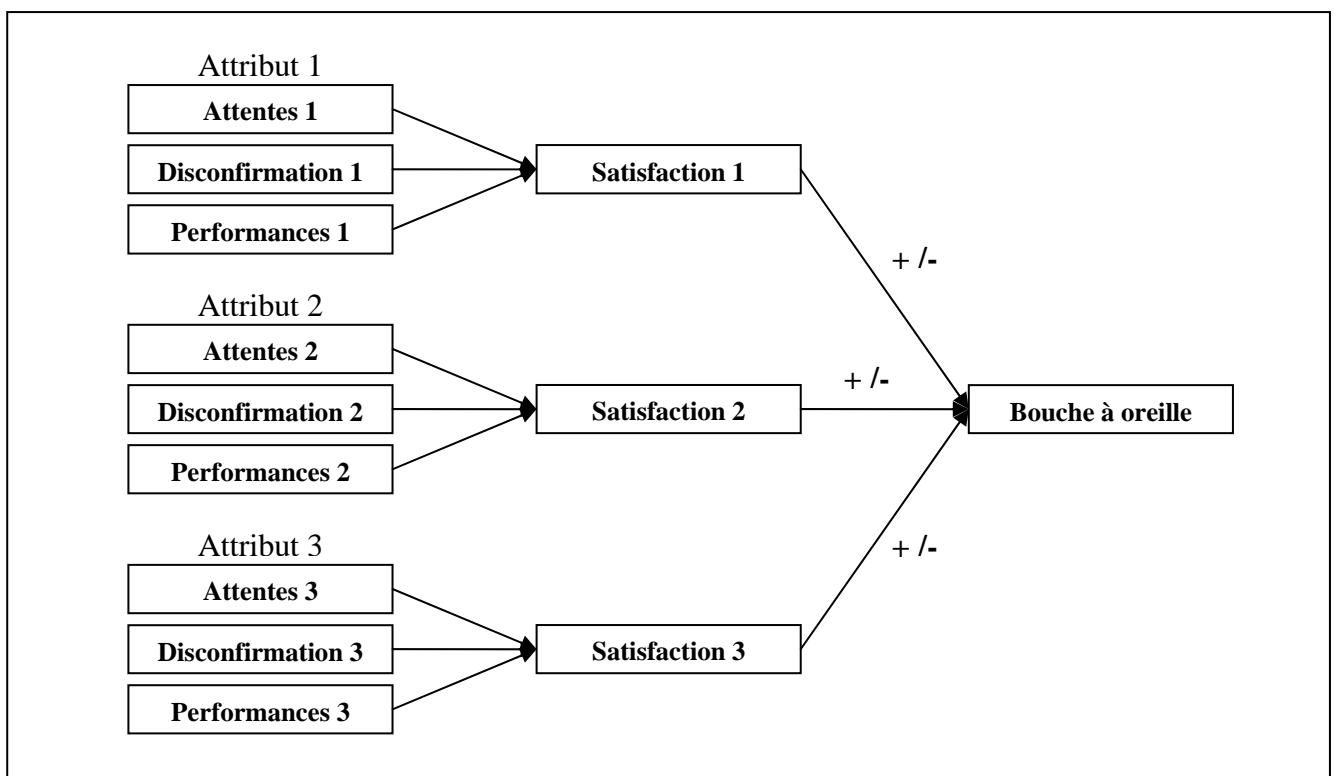 Attribut 1
Attentes 1
Disconfirmation 1
Performances 1
Satisfaction 1
+ /-
Attribut 2
Attentes 2
Disconfirmation 2
Performances 2
Satisfaction 2
+ /-
Bouche à oreille
Attribut 3
Attentes 3
Disconfirmation 3
Performances 3
Satisfaction 3
+ /-